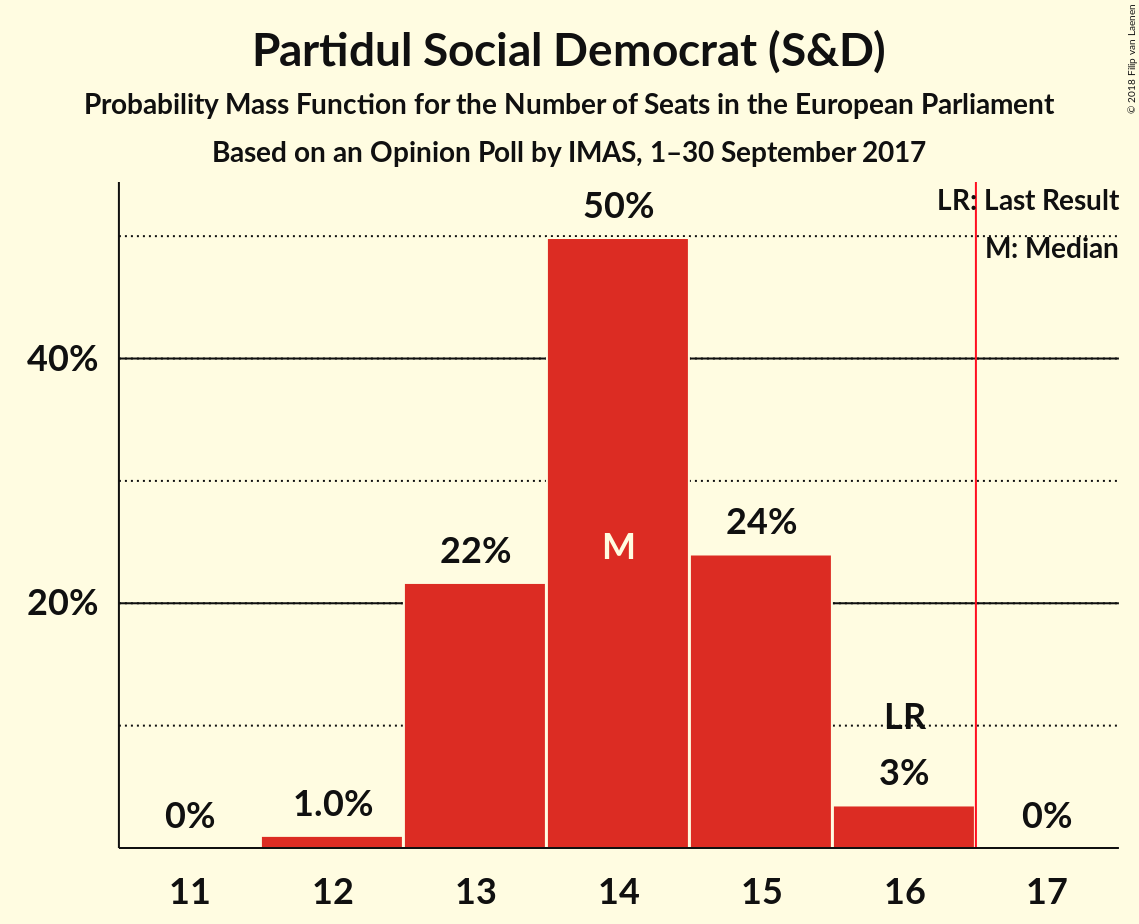 Partidul Social Democrat (S&D)
Probability Mass Function for the Number of Seats in the European Parliament
Based on an Opinion Poll by IMAS, 1–30 September 2017
© 2018 Filip van Laenen
LR: Last Result
M: Median
50%
40%
24%
M
22%
20%
LR
3%
1.0%
0%
0%
11 12 13 14 15 16 17